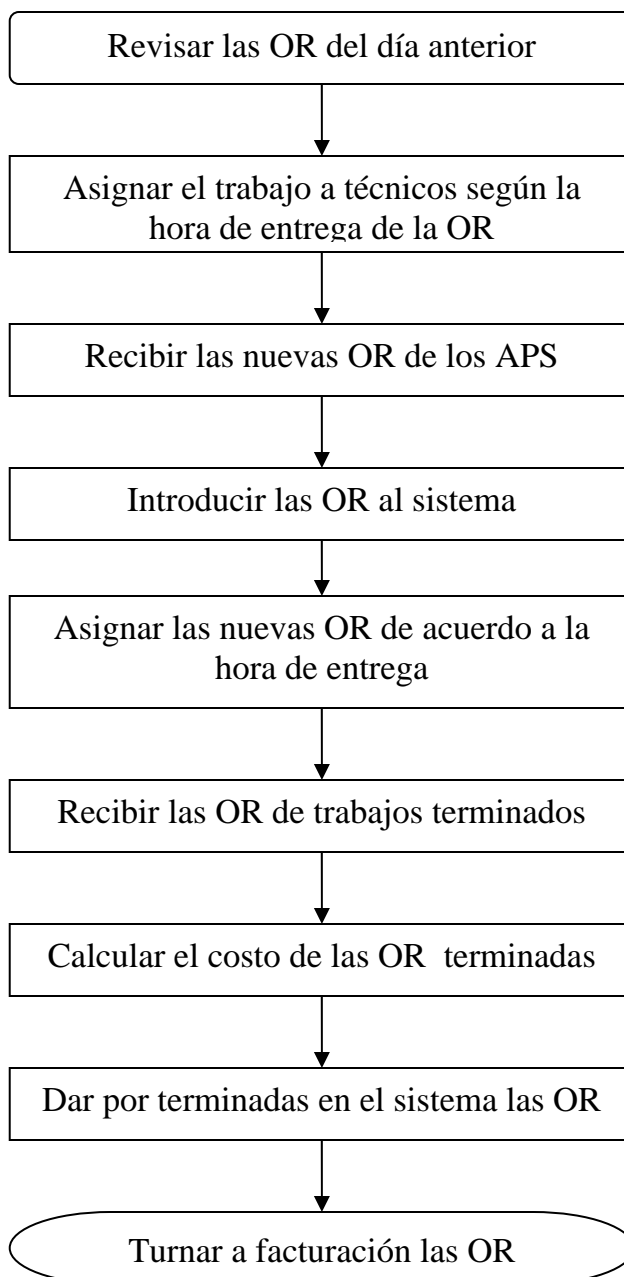 Revisar las OR del día anterior
Asignar el trabajo a técnicos según la
hora de entrega de la OR
Recibir las nuevas OR de los APS
Introducir las OR al sistema
Asignar las nuevas OR de acuerdo a la
hora de entrega
Recibir las OR de trabajos terminados
Calcular el costo de las OR  terminadas
Dar por terminadas en el sistema las OR
Turnar a facturación las OR